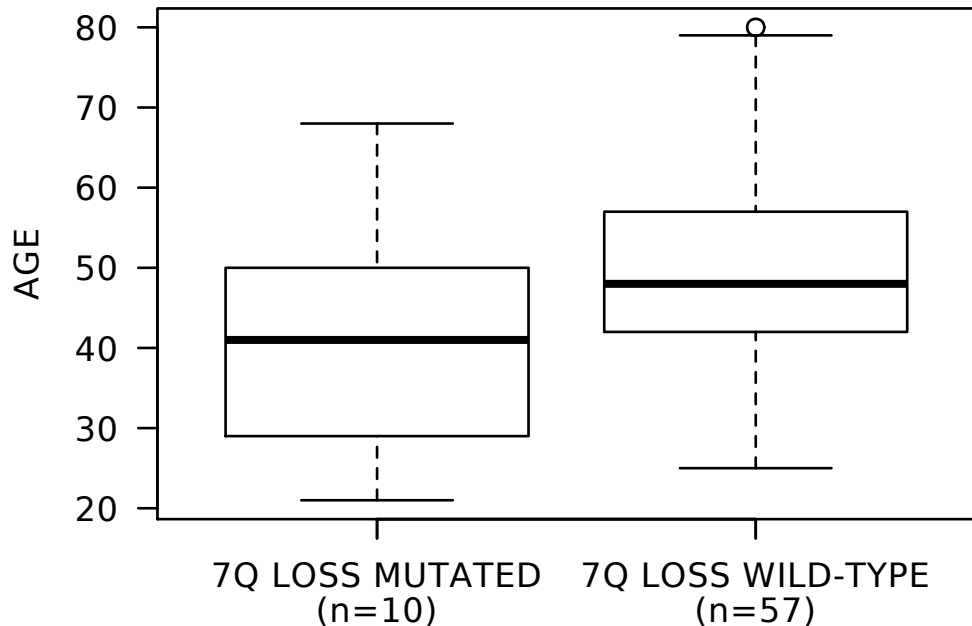 AGE
80
70
60
50
40
30
20
7Q LOSS MUTATED
(n=10)
7Q LOSS WILD-TYPE
(n=57)